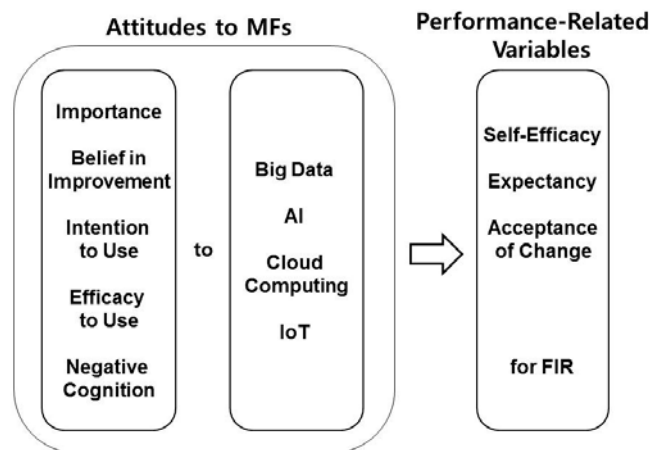 Attitudes to MFs
Performance-Related
Variables
Importance
Belief in
Improvement
Intention
to Use
Efficacy
to Use
Negative
Cognition
to
Big Data
AI
Cloud
Computing
IoT
Self-Efficacy
Expectancy
Acceptance
of Change
for FIR